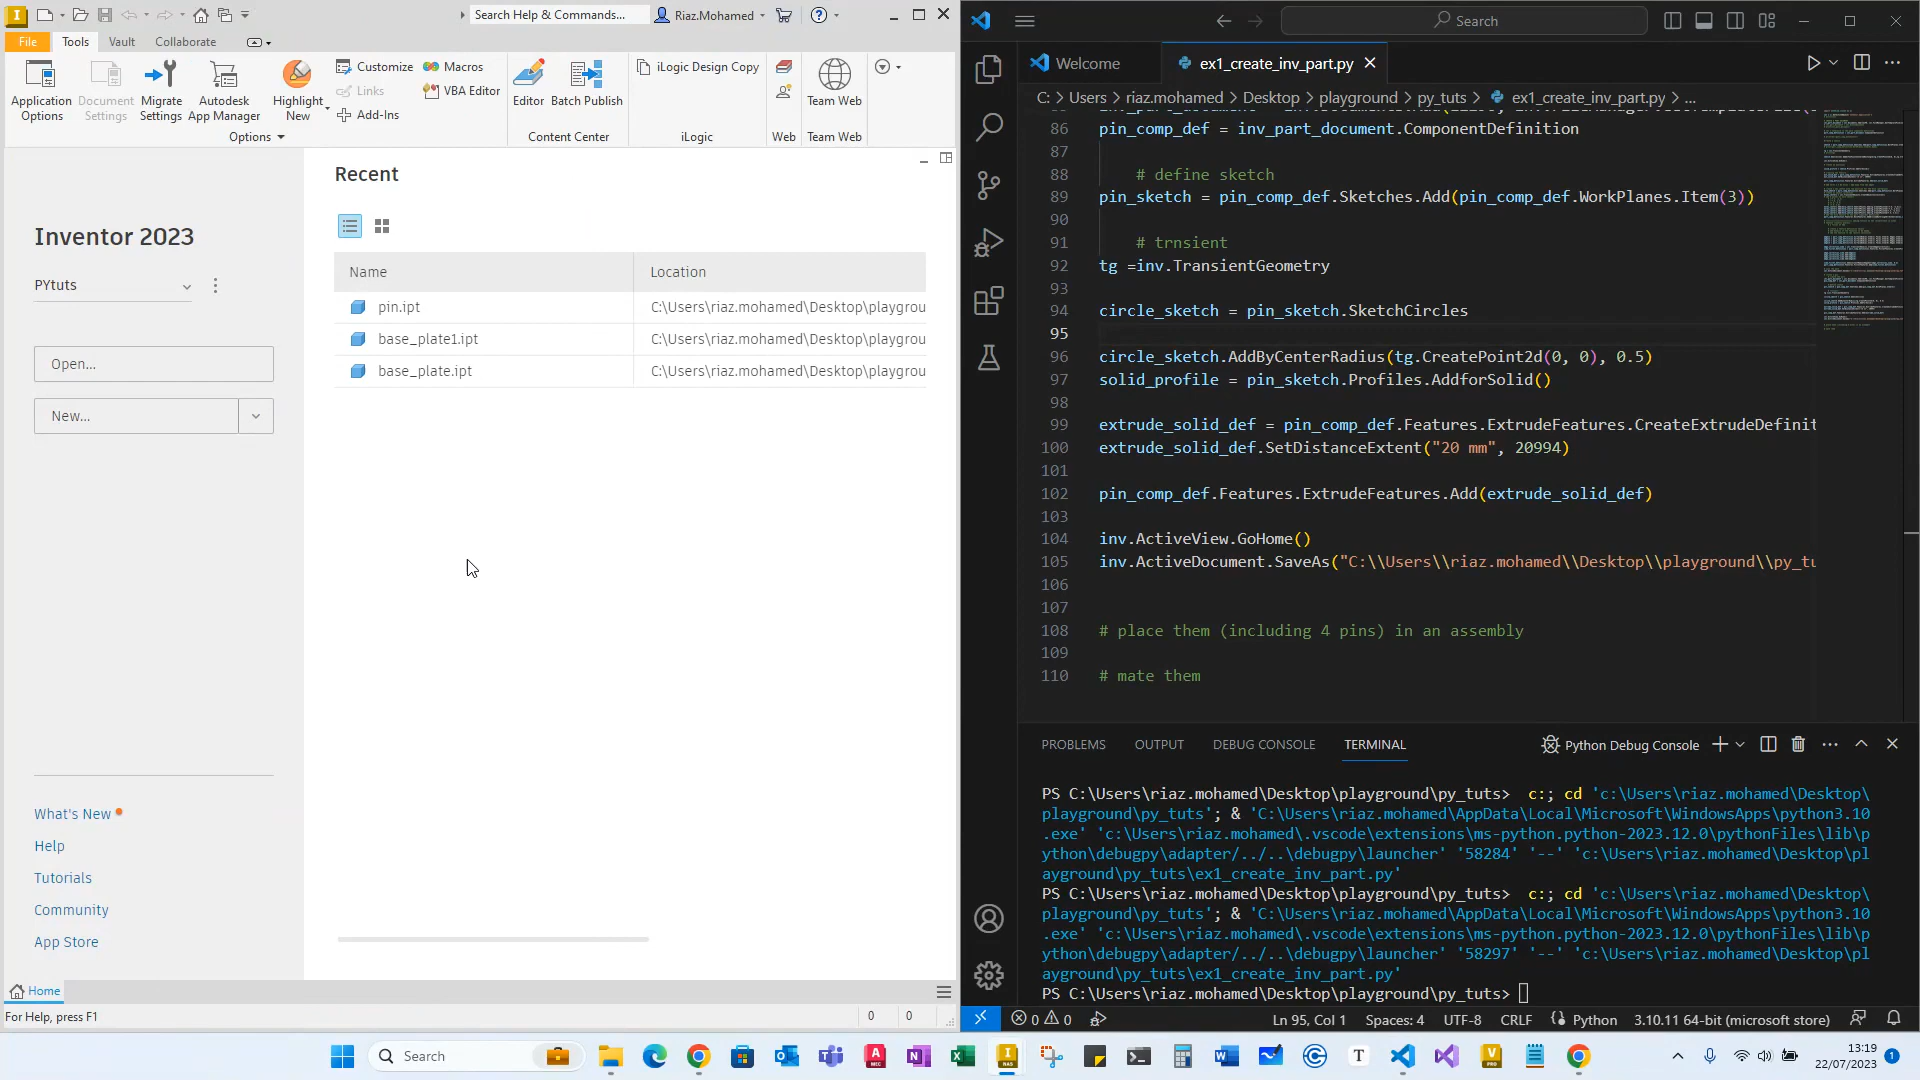 Search Help & Commands...
Riaz.Mohamed
File
Tools
Vault
Collaborate
Application Options
Document Settings
Migrate Settings
Autodesk App Manager
Highlight New
Customize
Links
Add-Ins
Macros
VBA Editor
Options
Editor
Batch Publish
Content Center
iLogic Design Copy
iLogic
Web
Team Web
Team Web
Recent
Inventor 2023
PYtuts
Open...
New...
Name
Location
pin.ipt
C:\Users\riaz.mohamed\Desktop\playgrou
base_plate1.ipt
C:\Users\riaz.mohamed\Desktop\playgrou
base_plate.ipt
C:\Users\riaz.mohamed\Desktop\playgrou
What's New
Help
Tutorials
Community
App Store
Home
For Help, press F1
0
0
Search
Welcome
ex1_create_inv_part.py
C: > Users > riaz.mohamed > Desktop > playground > py_tuts > ex1_create_inv_part.py > ...
86 pin_comp_def = inv_part_document.ComponentDefinition
87
88 # define sketch
89 pin_sketch = pin_comp_def.Sketches.Add(pin_comp_def.WorkPlanes.Item(3))
90
91 # trnsient
92 tg =inv.TransientGeometry
93
94 circle_sketch = pin_sketch.SketchCircles
95
96 circle_sketch.AddByCenterRadius(tg.CreatePoint2d(0, 0), 0.5)
97 solid_profile = pin_sketch.Profiles.AddforSolid()
98
99 extrude_solid_def = pin_comp_def.Features.ExtrudeFeatures.CreateExtrudeDefinit
100 extrude_solid_def.SetDistanceExtent("20 mm", 20994)
101
102 pin_comp_def.Features.ExtrudeFeatures.Add(extrude_solid_def)
103
104 inv.ActiveView.GoHome()
105 inv.ActiveDocument.SaveAs("C:\\Users\\riaz.mohamed\\Desktop\\playground\\py_tu
106
107
108 # place them (including 4 pins) in an assembly
109
110 # mate them
PROBLEMS
OUTPUT
DEBUG CONSOLE
TERMINAL
Python Debug Console
PS C:\Users\riaz.mohamed\Desktop\playground\py_tuts>  c:; cd 'c:\Users\riaz.mohamed\Desktop\
playground\py_tuts'; & 'C:\Users\riaz.mohamed\AppData\Local\Microsoft\WindowsApps\python3.10
.exe' 'c:\Users\riaz.mohamed\.vscode\extensions\ms-python.python-2023.12.0\pythonFiles\lib\p
ython\debugpy\adapter/../..\debugpy\launcher' '58284' '--' 'c:\Users\riaz.mohamed\Desktop\pl
ayground\py_tuts\ex1_create_inv_part.py'
PS C:\Users\riaz.mohamed\Desktop\playground\py_tuts>  c:; cd 'c:\Users\riaz.mohamed\Desktop\
playground\py_tuts'; & 'C:\Users\riaz.mohamed\AppData\Local\Microsoft\WindowsApps\python3.10
.exe' 'c:\Users\riaz.mohamed\.vscode\extensions\ms-python.python-2023.12.0\pythonFiles\lib\p
ython\debugpy\adapter/../..\debugpy\launcher' '58297' '--' 'c:\Users\riaz.mohamed\Desktop\pl
ayground\py_tuts\ex1_create_inv_part.py'
PS C:\Users\riaz.mohamed\Desktop\playground\py_tuts>
0 0
Ln 95, Col 1
Spaces: 4
UTF-8
CRLF
Python
3.10.11 64-bit (microsoft store)
Search
13:19
22/07/2023
1